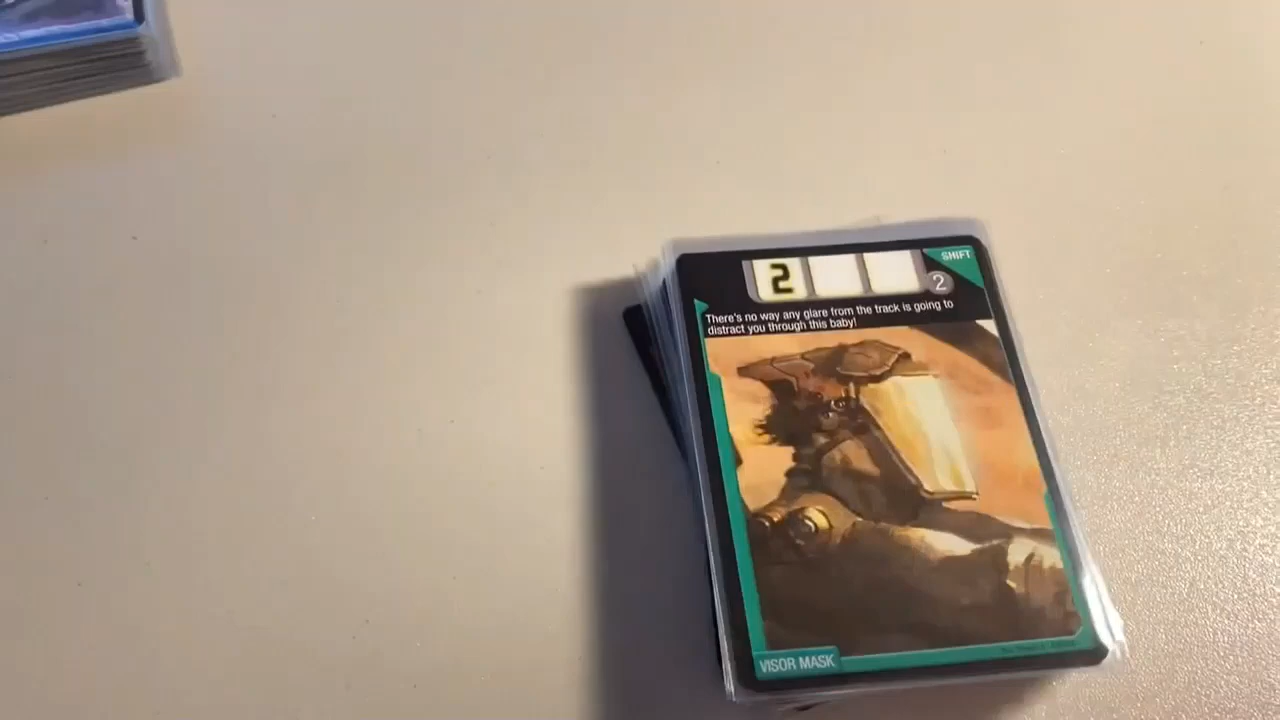 SHIFT
2
2
There's no way any glare from the track is going to
distract you through this baby!
VISOR MASK